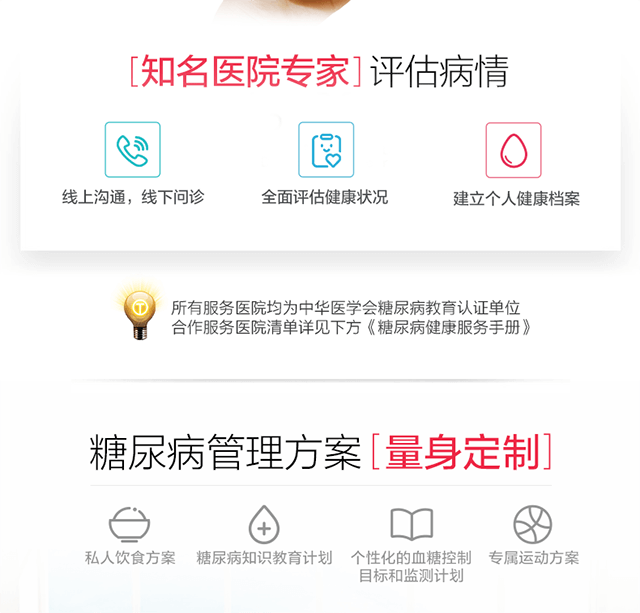 [知名医院专家] 评估病情
线上沟通，线下问诊
全面评估健康状况
建立个人健康档案
所有服务医院均为中华医学会糖尿病教育认证单位
合作服务医院清单详见下方《糖尿病健康服务手册》
糖尿病管理方案 [量身定制]
私人饮食方案
糖尿病知识教育计划
个性化的血糖控制
目标和监测计划
专属运动方案